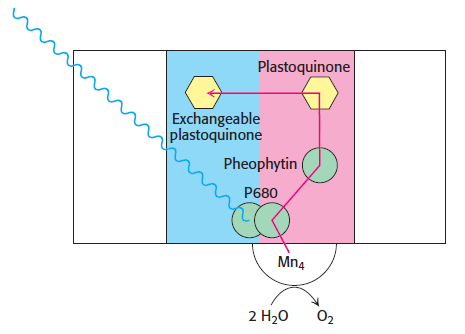 Plastoquinone
Exchangeable
plastoquinone
Pheophytin
P680
Mn₄
2 H₂O
O₂